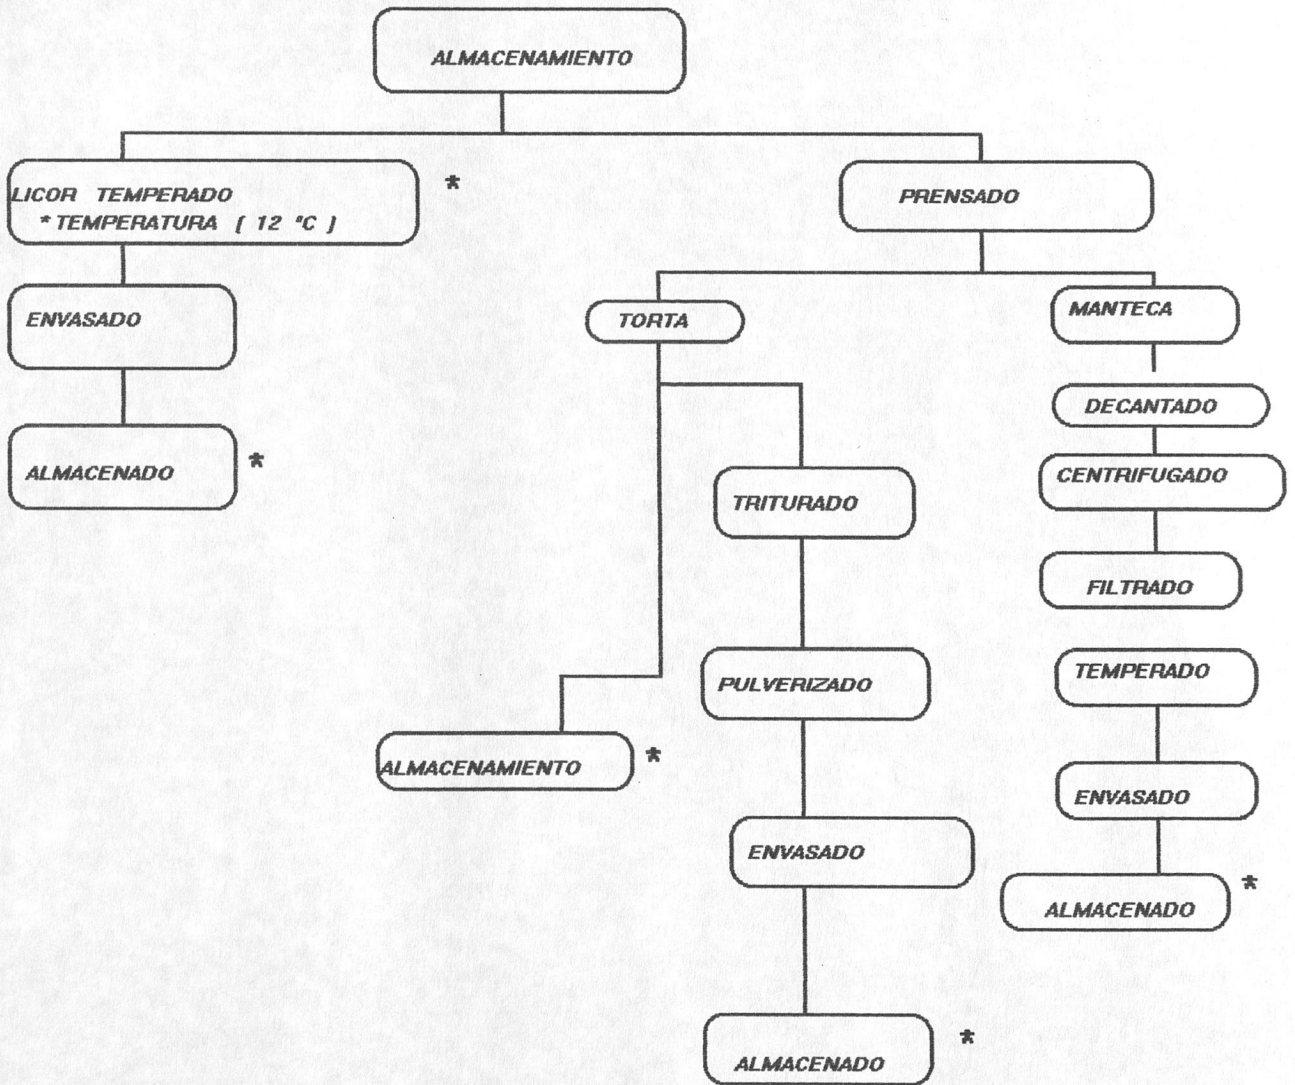 ALMACENAMIENTO
LICOR TEMPERADO
*
* TEMPERATURA ( 12 °C )
PRENSADO
ENVASADO
ALMACENADO
*
TORTA
MANTECA
DECANTADO
CENTRIFUGADO
FILTRADO
TRITURADO
PULVERIZADO
TEMPERADO
ALMACENAMIENTO
*
ENVASADO
ENVASADO
ALMACENADO
*
ALMACENADO
*